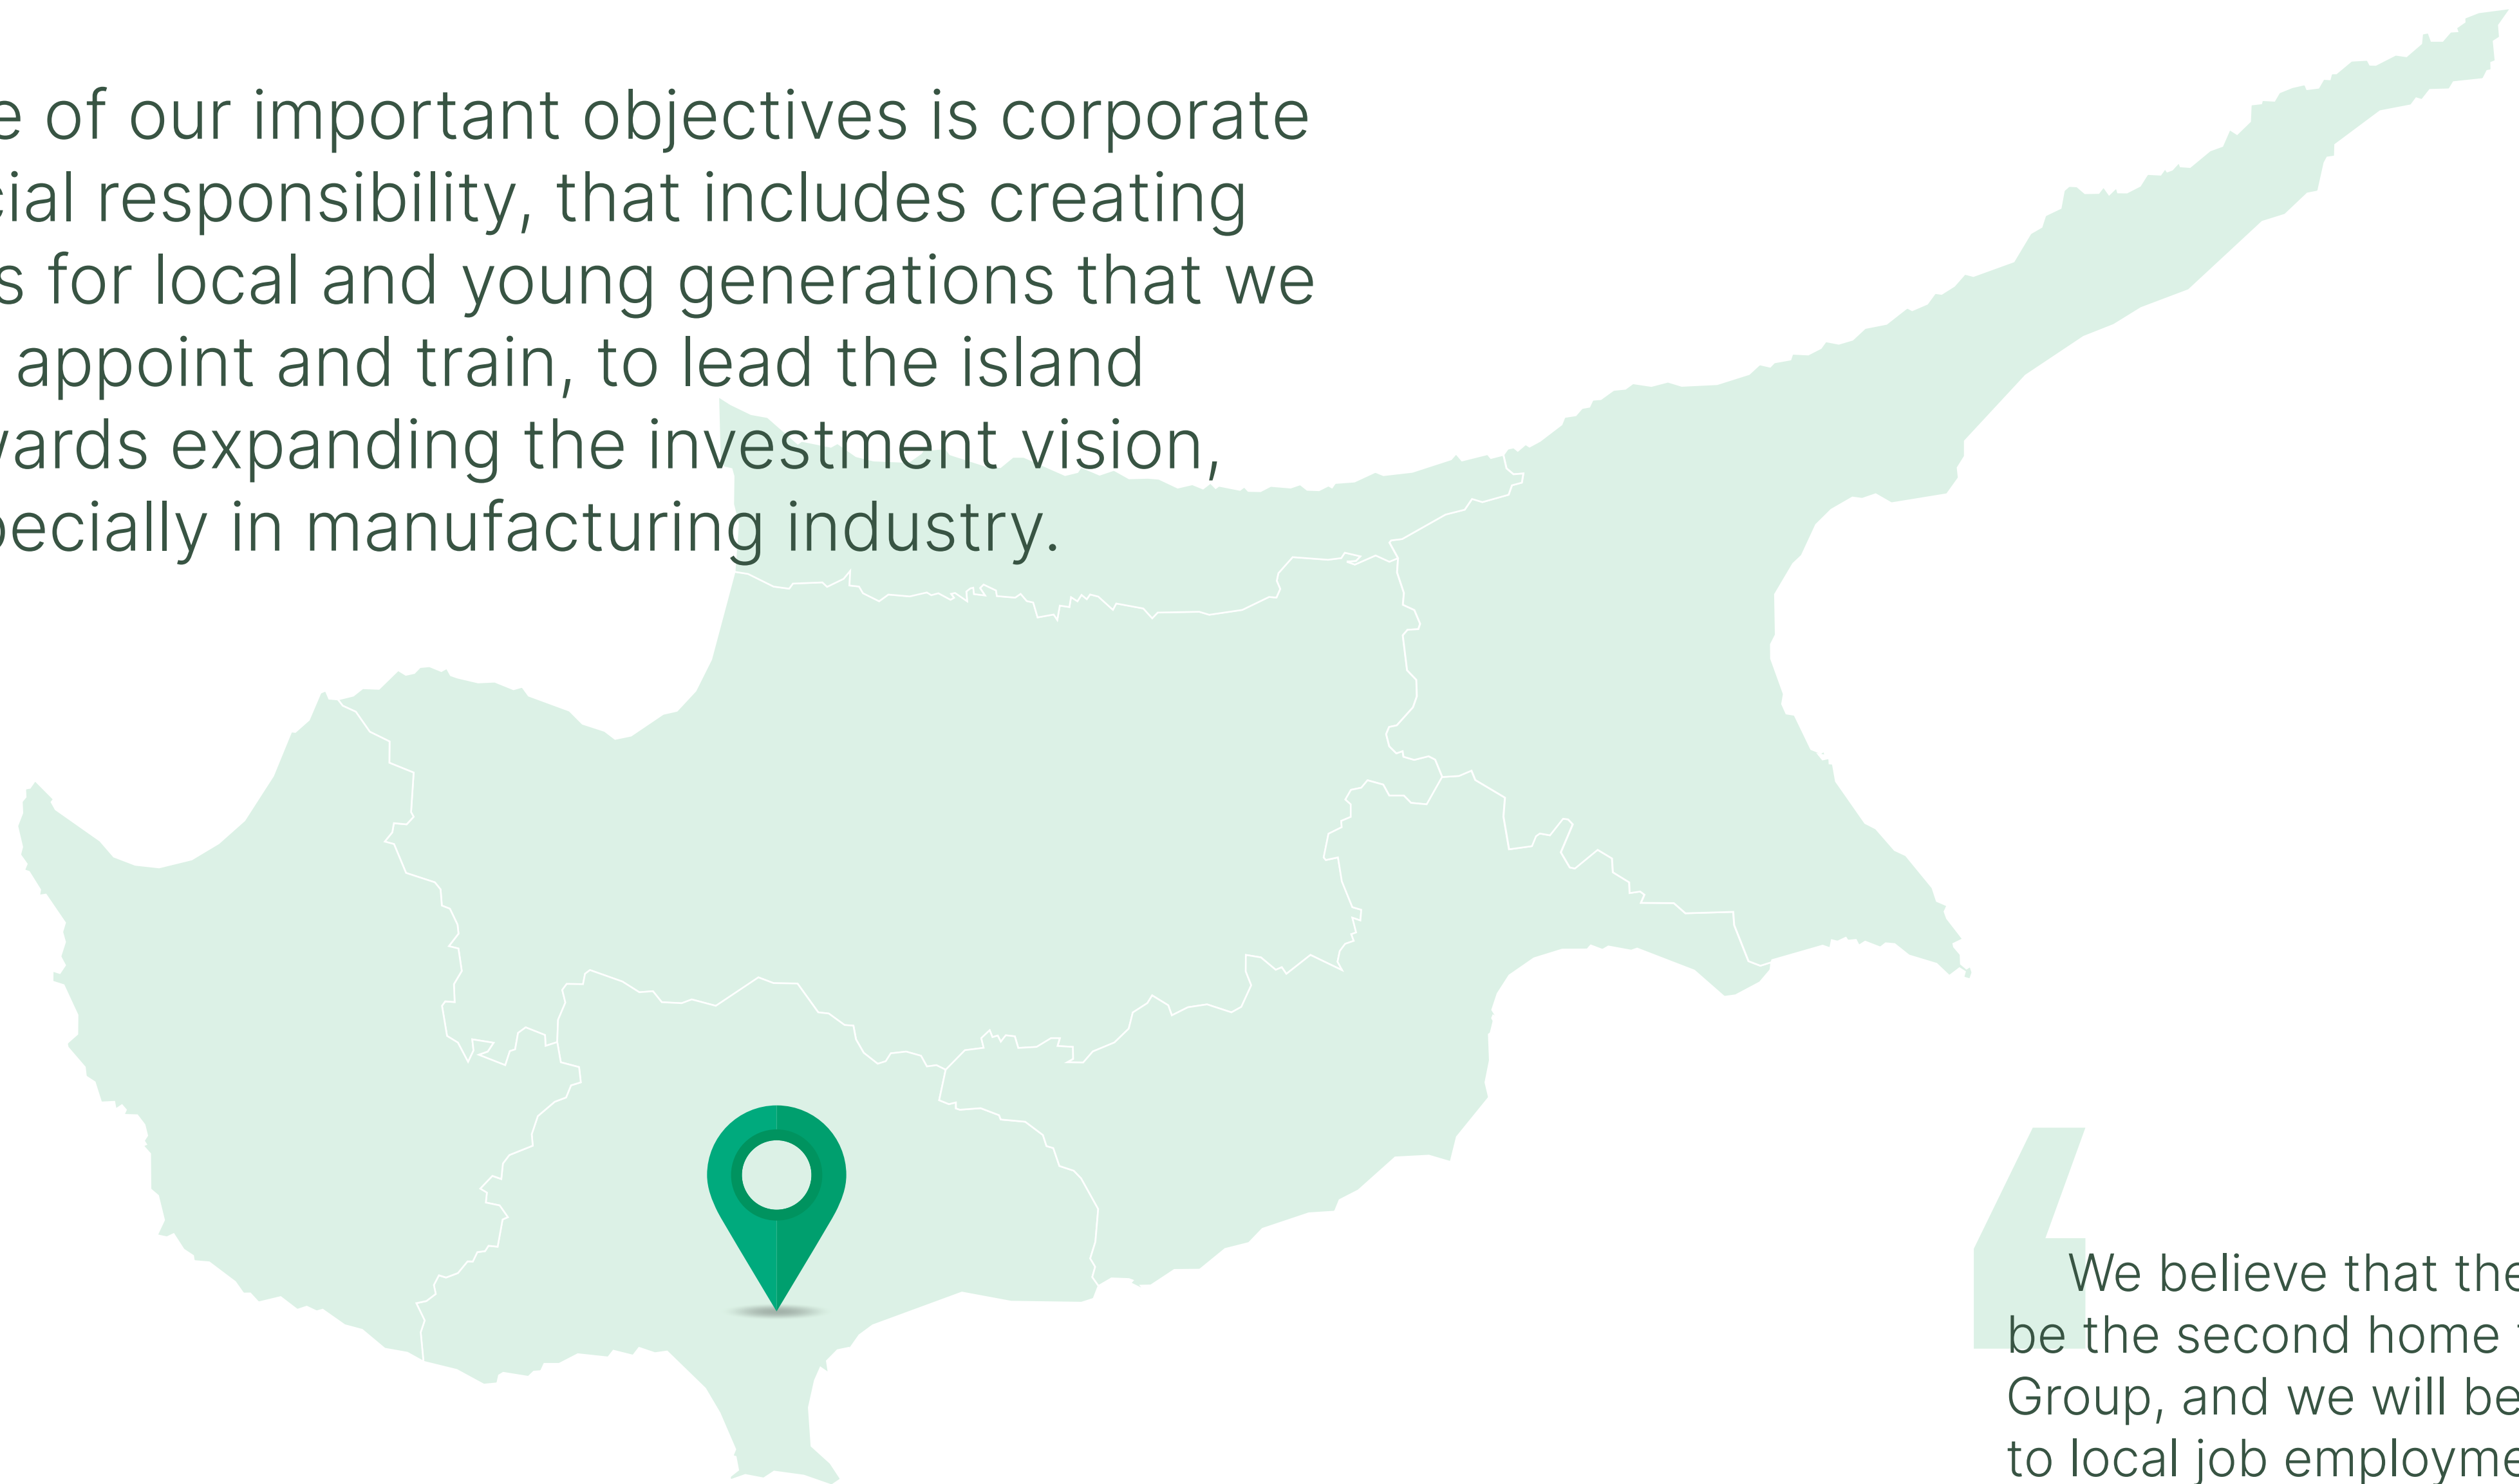 e of our important objectives is corporate
cial responsibility, that includes creating
s for local and young generations that we
appoint and train, to lead the island
wards expanding the investment vision,
pecially in manufacturing industry.
We believe that the
be the second home
Group, and we will be
to local job employme